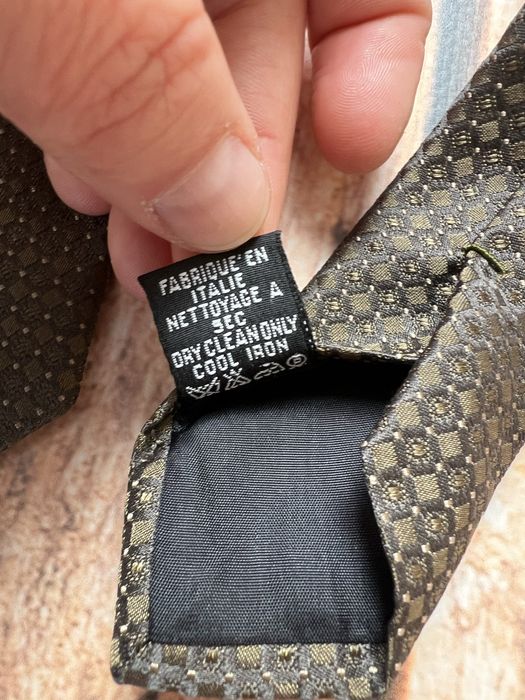 FABRIQUE EN
ITALIE
NETTOYAGE A
SEC
DRY CLEAN ONLY
COOL IRON